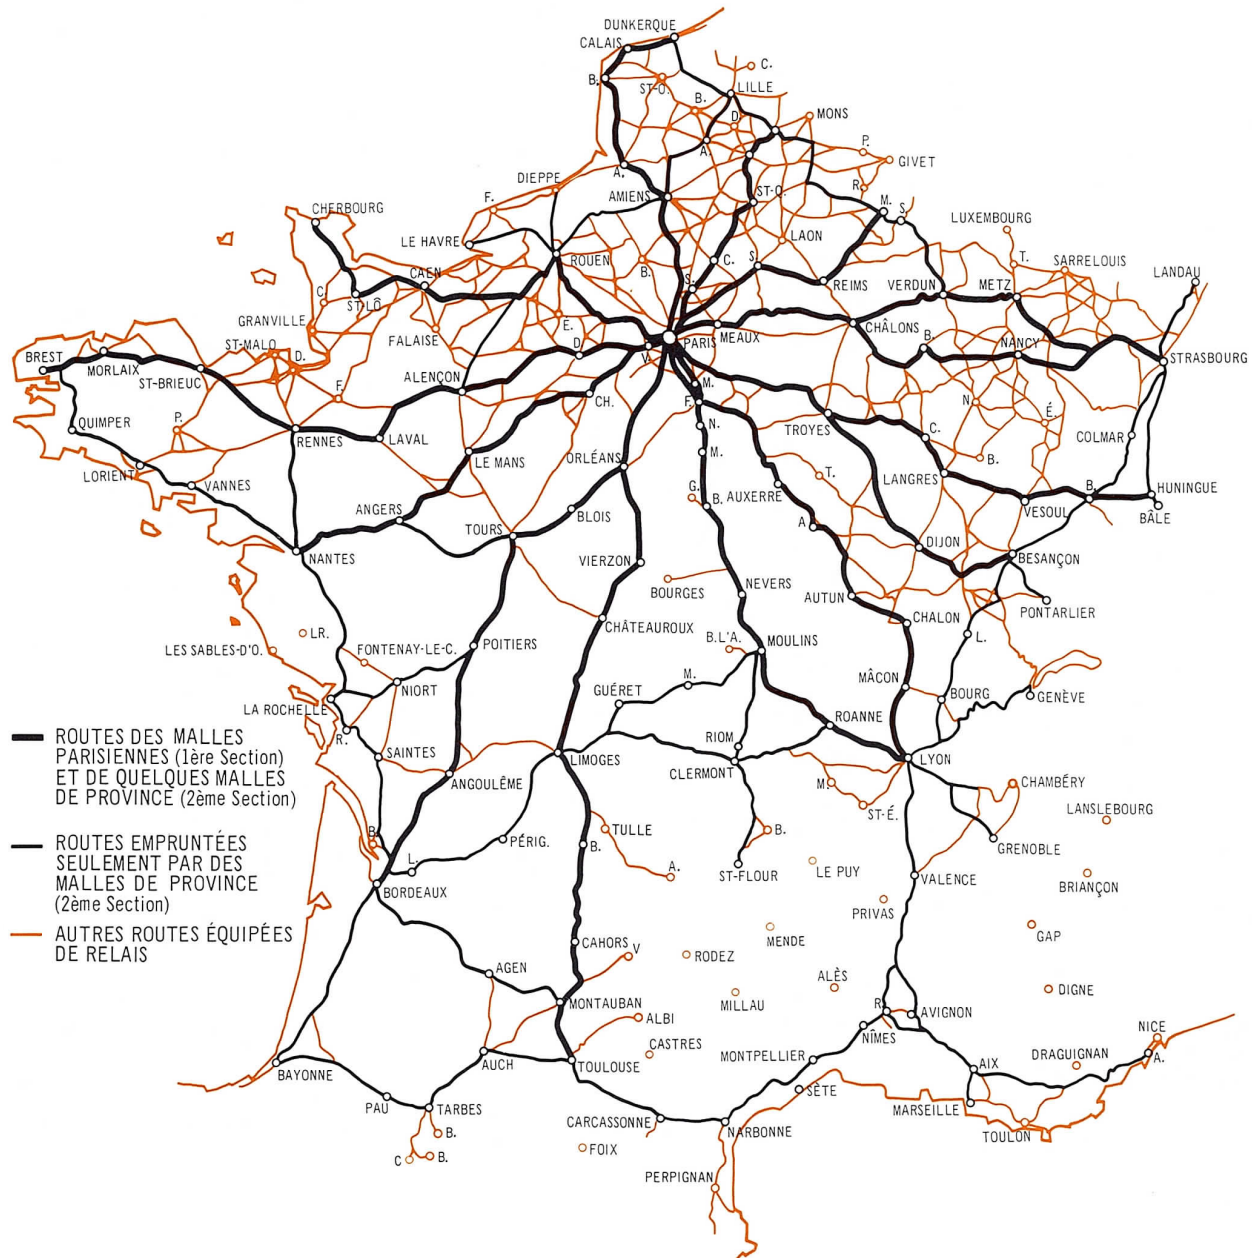 DUNKERQUE
CALAIS
B.
ST-O.
C.
LILLE
B.
D.
MONS
A.
P.
GIVET
A.
DIEPPE
AMIENS
ST-Q.
R.
F.
M.
S.
CHERBOURG
LUXEMBOURG
LE HAVRE
ROUEN
B.
C.
S.
LAON
T.
SARRELOUIS
LANDAU
CAEN
C.
ST-LÔ
S.
REIMS
VERDUN
METZ
GRANVILLE
FALAISE
É.
MEAUX
CHÂLONS
ST-MALO
D.
D.
V.
PARIS
B.
NANCY
STRASBOURG
BREST
MORLAIX
ST-BRIEUC
ALENÇON
F.
CH.
M.
F.
N.
É.
QUIMPER
P.
RENNES
LAVAL
LE MANS
N.
TROYES
C.
COLMAR
LORIENT
ORLÉANS
M.
T.
B.
VANNES
G.
B.
AUXERRE
LANGRES
B.
HUNINGUE
ANGERS
TOURS
BLOIS
A.
VESOUL
BÂLE
NANTES
VIERZON
DIJON
BESANÇON
BOURGES
NEVERS
AUTUN
PONTARLIER
LR.
CHÂTEAUROUX
CHALON
L.
LES SABLES-D'O.
FONTENAY-LE-C.
POITIERS
B.L'A.
MOULINS
NIORT
GUÉRET
M.
MÂCON
BOURG
GENÈVE
LA ROCHELLE
R.
ROANNE
SAINTES
RIOM
LYON
ANGOULÊME
LIMOGES
CLERMONT
M.
CHAMBÉRY
ST-É.
LANSLEBOURG
B.
TULLE
B.
L.
PÉRIG.
B.
GRENOBLE
A.
ST-FLOUR
LE PUY
VALENCE
BRIANÇON
BORDEAUX
PRIVAS
CAHORS
V
MENDE
GAP
RODEZ
AGEN
ALÈS
DIGNE
MONTAUBAN
MILLAU
ALBI
R.
AVIGNON
NÎMES
NICE
CASTRES
BAYONNE
AUCH
TOULOUSE
MONTPELLIER
AIX
DRAGUIGNAN
A.
PAU
TARBES
SÈTE
MARSEILLE
CARCASSONNE
NARBONNE
TOULON
B.
C
B.
FOIX
PERPIGNAN
ROUTES DES MALLES
PARISIENNES (1ère Section)
ET DE QUELQUES MALLES
DE PROVINCE (2ème Section)
ROUTES EMPRUNTÉES
SEULEMENT PAR DES
MALLES DE PROVINCE
(2ème Section)
AUTRES ROUTES ÉQUIPÉES
DE RELAIS